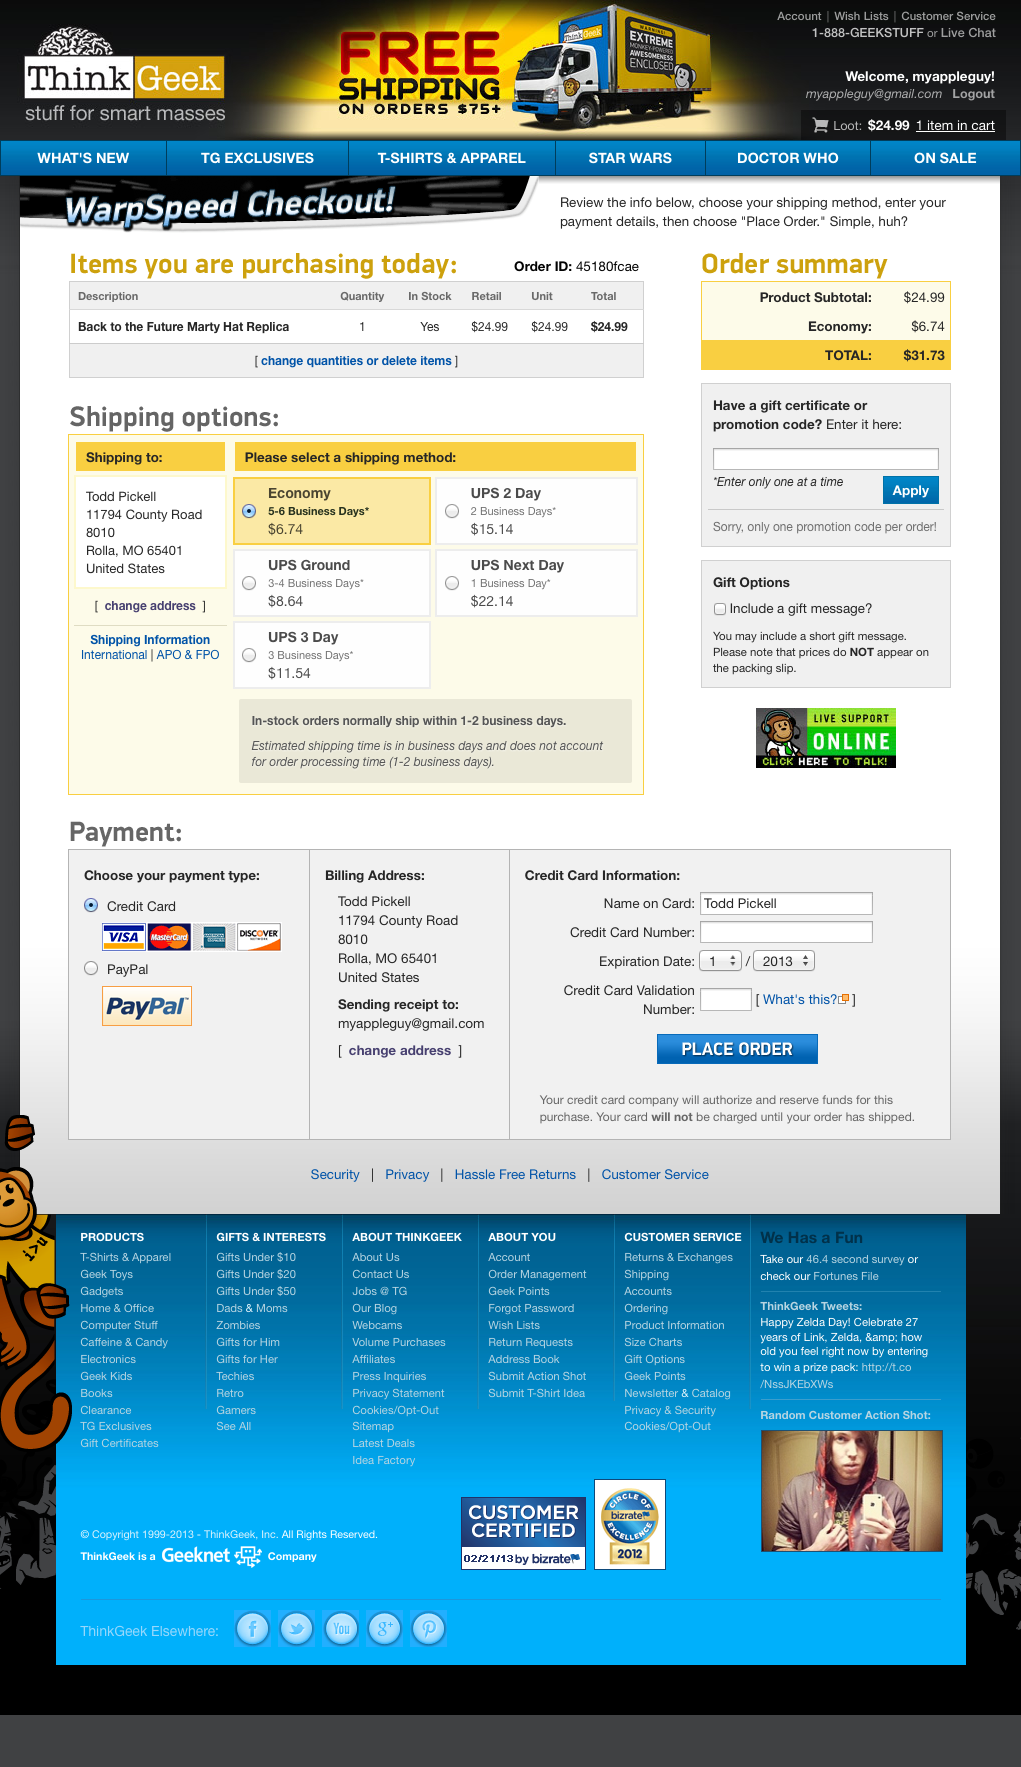 Account | Wish Lists | Customer Service
1-888-GEEKSTUFF or Live Chat
ThinkGeek
stuff for smart masses
FREE
SHIPPING
ON ORDERS $75+
ThinkGeek
WARNING!
EXTREME
MONKEY-POWERED
AWESOMENESS
ENCLOSED
Welcome, myappleguy!
myappleguy@gmail.com Logout
Loot: $24.99 1 item in cart
WHAT'S NEW
TG EXCLUSIVES
T-SHIRTS & APPAREL
STAR WARS
DOCTOR WHO
ON SALE
WarpSpeed Checkout!
Review the info below, choose your shipping method, enter your
payment details, then choose "Place Order." Simple, huh?
Items you are purchasing today:
Order ID: 45180fcae
Description Quantity In Stock Retail Unit Total
Back to the Future Marty Hat Replica 1 Yes $24.99 $24.99 $24.99
[ change quantities or delete items ]
Order summary
Product Subtotal: $24.99
Economy: $6.74
TOTAL: $31.73
Have a gift certificate or
promotion code? Enter it here:
*Enter only one at a time
Apply
Sorry, only one promotion code per order!
Gift Options
Include a gift message?
You may include a short gift message.
Please note that prices do NOT appear on
the packing slip.
LIVE SUPPORT
ONLINE
CLICK HERE TO TALK!
Shipping options:
Shipping to:
Todd Pickell
11794 County Road
8010
Rolla, MO 65401
United States
[ change address ]
Shipping Information
International | APO & FPO
Please select a shipping method:
Economy
5-6 Business Days*
$6.74
UPS 2 Day
2 Business Days*
$15.14
UPS Ground
3-4 Business Days*
$8.64
UPS Next Day
1 Business Day*
$22.14
UPS 3 Day
3 Business Days*
$11.54
In-stock orders normally ship within 1-2 business days.
Estimated shipping time is in business days and does not account
for order processing time (1-2 business days).
Payment:
Choose your payment type:
Credit Card
VISA
MasterCard
AMERICAN EXPRESS
DISCOVER
NETWORK
PayPal
PayPal
Billing Address:
Todd Pickell
11794 County Road
8010
Rolla, MO 65401
United States
Sending receipt to:
myappleguy@gmail.com
[ change address ]
Credit Card Information:
Name on Card: Todd Pickell
Credit Card Number:
Expiration Date: 1 / 2013
Credit Card Validation
Number:
[ What's this? ]
PLACE ORDER
Your credit card company will authorize and reserve funds for this
purchase. Your card will not be charged until your order has shipped.
Security | Privacy | Hassle Free Returns | Customer Service
PRODUCTS
T-Shirts & Apparel
Geek Toys
Gadgets
Home & Office
Computer Stuff
Caffeine & Candy
Electronics
Geek Kids
Books
Clearance
TG Exclusives
Gift Certificates
GIFTS & INTERESTS
Gifts Under $10
Gifts Under $20
Gifts Under $50
Dads & Moms
Zombies
Gifts for Him
Gifts for Her
Techies
Retro
Gamers
See All
ABOUT THINKGEEK
About Us
Contact Us
Jobs @ TG
Our Blog
Webcams
Volume Purchases
Affiliates
Press Inquiries
Privacy Statement
Cookies/Opt-Out
Sitemap
Latest Deals
Idea Factory
ABOUT YOU
Account
Order Management
Geek Points
Forgot Password
Wish Lists
Return Requests
Address Book
Submit Action Shot
Submit T-Shirt Idea
CUSTOMER SERVICE
Returns & Exchanges
Shipping
Accounts
Ordering
Product Information
Size Charts
Gift Options
Geek Points
Newsletter & Catalog
Privacy & Security
Cookies/Opt-Out
We Has a Fun
Take our 46.4 second survey or
check our Fortunes File
ThinkGeek Tweets:
Happy Zelda Day! Celebrate 27
years of Link, Zelda, &amp; how
old you feel right now by entering
to win a prize pack: http://t.co
/NssJKEbXWs
Random Customer Action Shot:
© Copyright 1999-2013 - ThinkGeek, Inc. All Rights Reserved.
ThinkGeek is a Geeknet Company
CUSTOMER
CERTIFIED
02/21/13 by bizrate
CIRCLE OF
bizrate
EXCELLENCE
2012
ThinkGeek Elsewhere:
f
You
g+